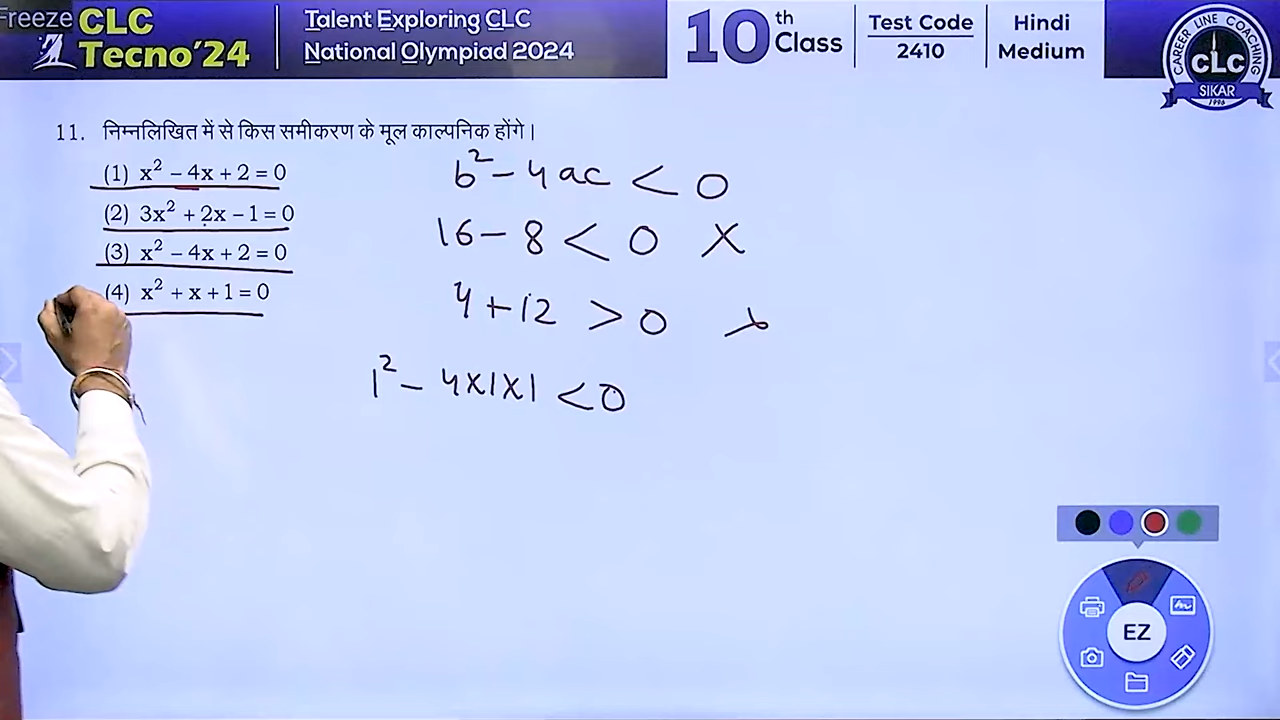 Freeze
CLC
Tecno'24
Talent Exploring CLC
National Olympiad 2024
10th Class
Test Code
2410
Hindi
Medium
CAREER LINE COACHING
CLC
SIKAR
1996
11. निम्नलिखित में से किस समीकरण के मूल काल्पनिक होंगे।
(1) x² – 4x + 2 = 0
(2) 3x² + 2x – 1 = 0
(3) x² – 4x + 2 = 0
(4) x² + x + 1 = 0
b² - 4ac < 0
16 - 8 < 0 X
4 + 12 > 0 x
1² - 4x1x1 < 0
EZ